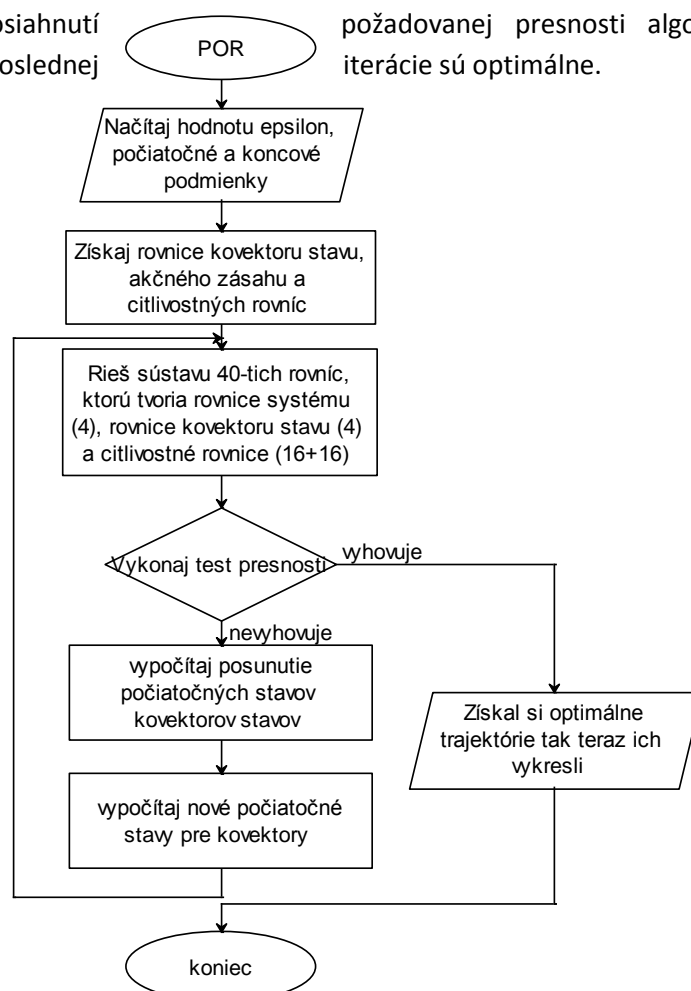 osiahnutí požadovanej presnosti algo
oslednej iterácie sú optimálne.
POR
Načítaj hodnotu epsilon,
počiatočné a koncové
podmienky
Získaj rovnice kovektoru stavu,
akčného zásahu a
citlivostných rovníc
Rieš sústavu 40-tich rovníc,
ktorú tvoria rovnice systému
(4), rovnice kovektoru stavu (4)
a citlivostné rovnice (16+16)
Vykonaj test presnosti
vyhovuje
nevyhovuje
vypočítaj posunutie
počiatočných stavov
kovektorov stavov
Získal si optimálne
trajektórie tak teraz ich
vykresli
vypočítaj nové počiatočné
stavy pre kovektory
koniec